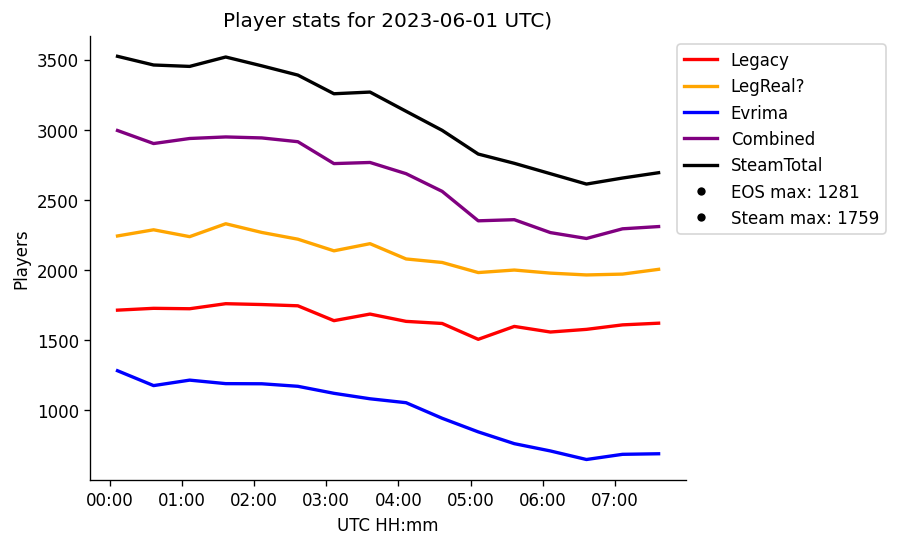 Player stats for 2023-06-01 UTC)
Players
3500
3000
2500
2000
1500
1000
00:00 01:00 02:00 03:00 04:00 05:00 06:00 07:00
UTC HH:mm
Legacy
LegReal?
Evrima
Combined
SteamTotal
EOS max: 1281
Steam max: 1759